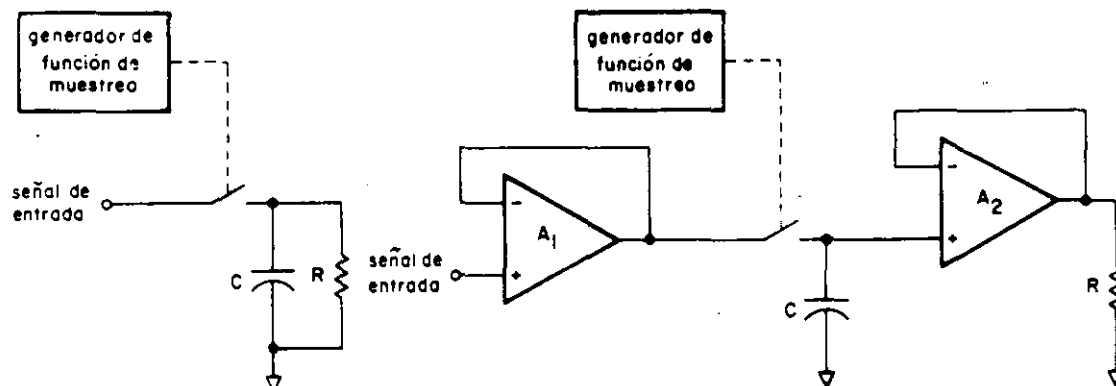 generador de
función de
muestreo
señal de
entrada
C
R
generador de
función de
muestreo
señal de
entrada
-
+
A1
C
-
+
A2
R